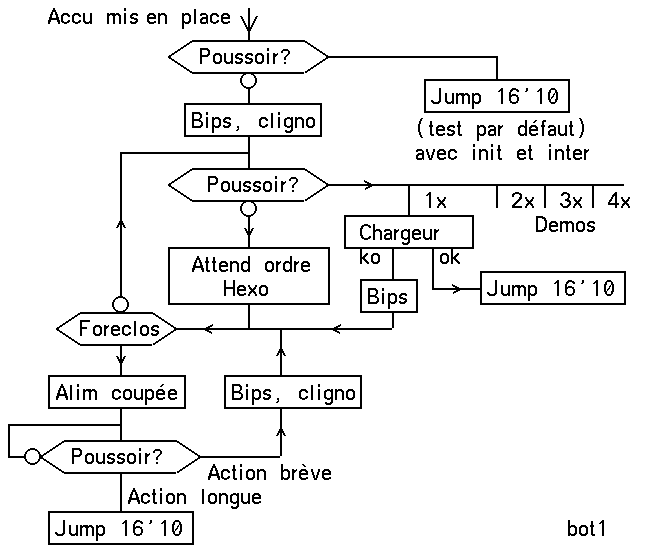 Accu mis en place
Poussoir?
Jump 16'10
Bips, cligno
(test par défaut)
avec init et inter
Poussoir?
1x 2x 3x 4x
Demos
Chargeur
ko ok
Attend ordre
Hexo
Bips
Jump 16'10
Foreclos
Alim coupée
Bips, cligno
Poussoir?
Action brève
Action longue
Jump 16'10
bot1